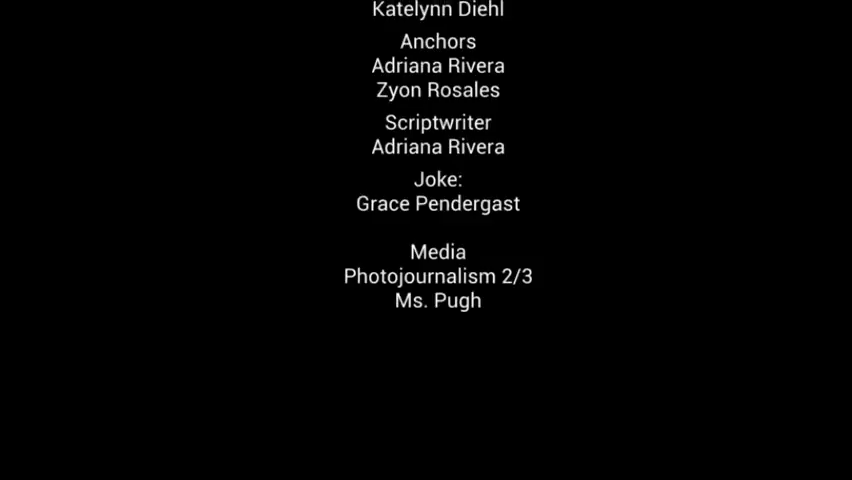 Katelynn Diehl
Anchors
Adriana Rivera
Zyon Rosales
Scriptwriter
Adriana Rivera
Joke:
Grace Pendergast
Media
Photojournalism 2/3
Ms. Pugh